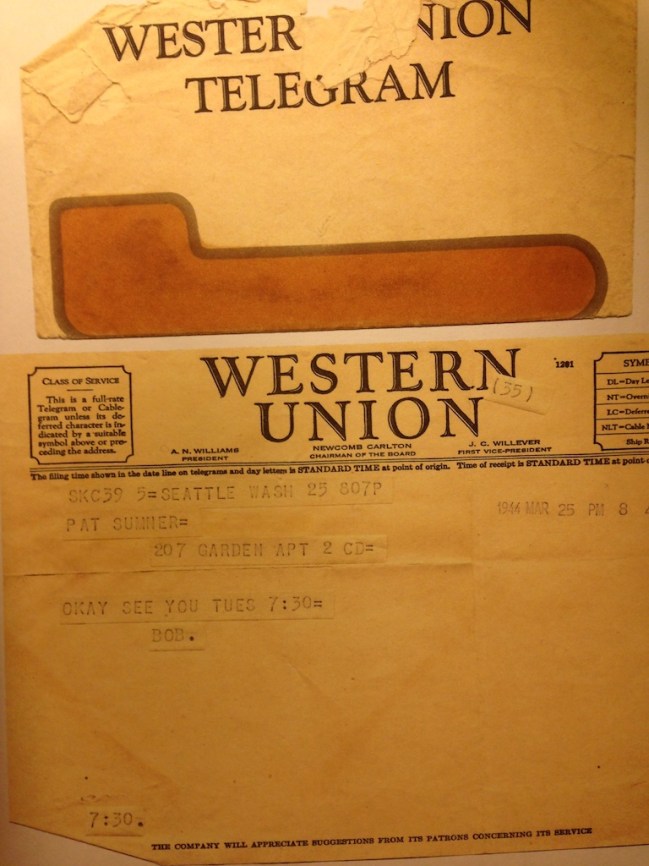 WESTER NION
TELEGRAM
CLASS OF SERVICE
This is a full-rate
Telegram or Cable-
gram unless its de-
ferred character is in-
dicated by a suitable
symbol above or pre-
ceding the address.
WESTERN
UNION
(35)
1201
SYMB
DL=Day Le
NT=Overn
LC=Deferre
NLT=Cable
Ship R
A. N. WILLIAMS
PRESIDENT
NEWCOMB CARLTON
CHAIRMAN OF THE BOARD
J. C. WILLEVER
FIRST VICE-PRESIDENT
The filing time shown in the date line on telegrams and day letters is STANDARD TIME at point of origin. Time of receipt is STANDARD TIME at point
SKC39 5=SEATTLE WASH 25 807P
1944 MAR 25 PM 8
PAT SUMNER=
207 GARDEN APT 2 CD=
OKAY SEE YOU TUES 7:30=
BOB.
7:30.
THE COMPANY WILL APPRECIATE SUGGESTIONS FROM ITS PATRONS CONCERNING ITS SERVICE